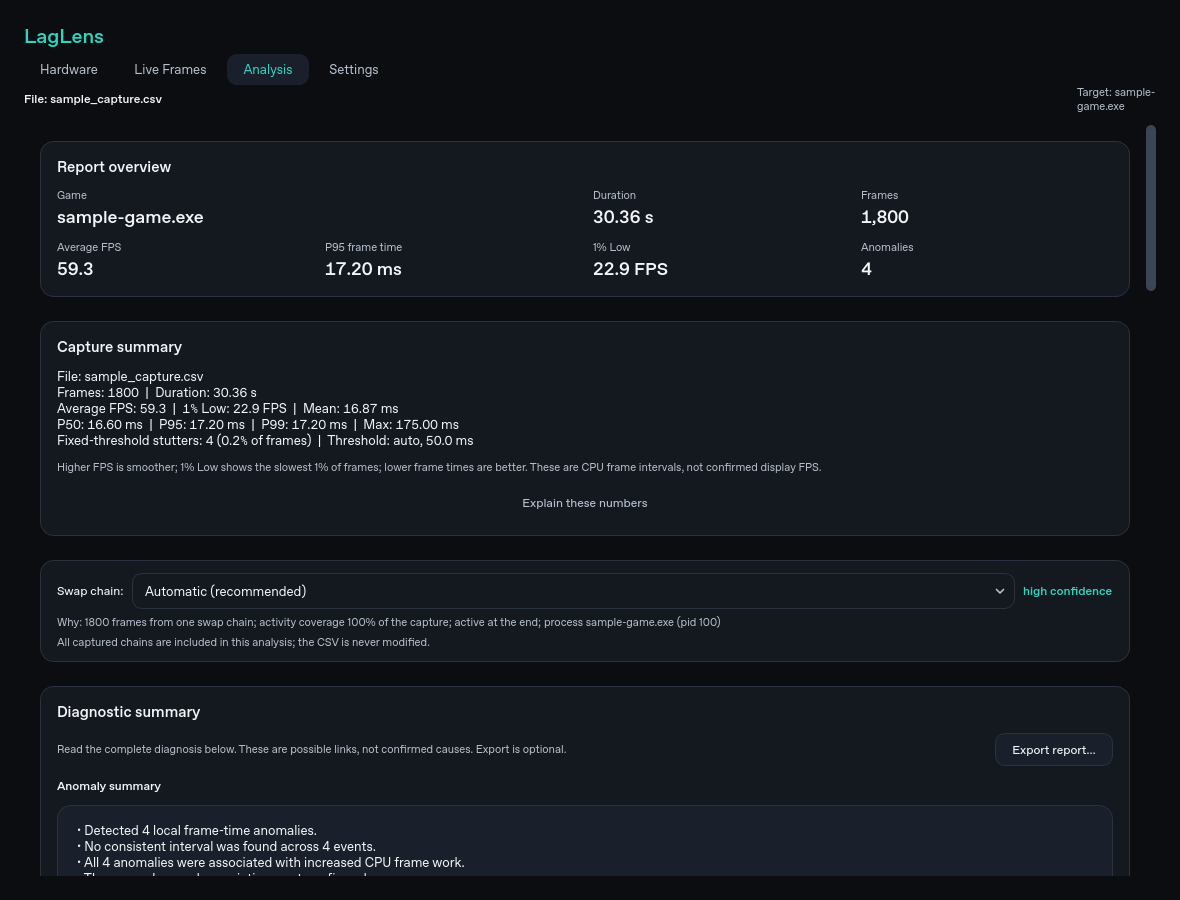 LagLens
Hardware Live Frames Analysis Settings
File: sample_capture.csv
Target: sample-
game.exe
Report overview
Game Duration Frames
sample-game.exe 30.36 s 1,800
Average FPS P95 frame time 1% Low Anomalies
59.3 17.20 ms 22.9 FPS 4
Capture summary
File: sample_capture.csv
Frames: 1800 | Duration: 30.36 s
Average FPS: 59.3 | 1% Low: 22.9 FPS | Mean: 16.87 ms
P50: 16.60 ms | P95: 17.20 ms | P99: 17.20 ms | Max: 175.00 ms
Fixed-threshold stutters: 4 (0.2% of frames) | Threshold: auto, 50.0 ms
Higher FPS is smoother; 1% Low shows the slowest 1% of frames; lower frame times are better. These are CPU frame intervals, not confirmed display FPS.
Explain these numbers
Swap chain: Automatic (recommended) high confidence
Why: 1800 frames from one swap chain; activity coverage 100% of the capture; active at the end; process sample-game.exe (pid 100)
All captured chains are included in this analysis; the CSV is never modified.
Diagnostic summary
Read the complete diagnosis below. These are possible links, not confirmed causes. Export is optional.
Export report...
Anomaly summary
• Detected 4 local frame-time anomalies.
• No consistent interval was found across 4 events.
• All 4 anomalies were associated with increased CPU frame work.